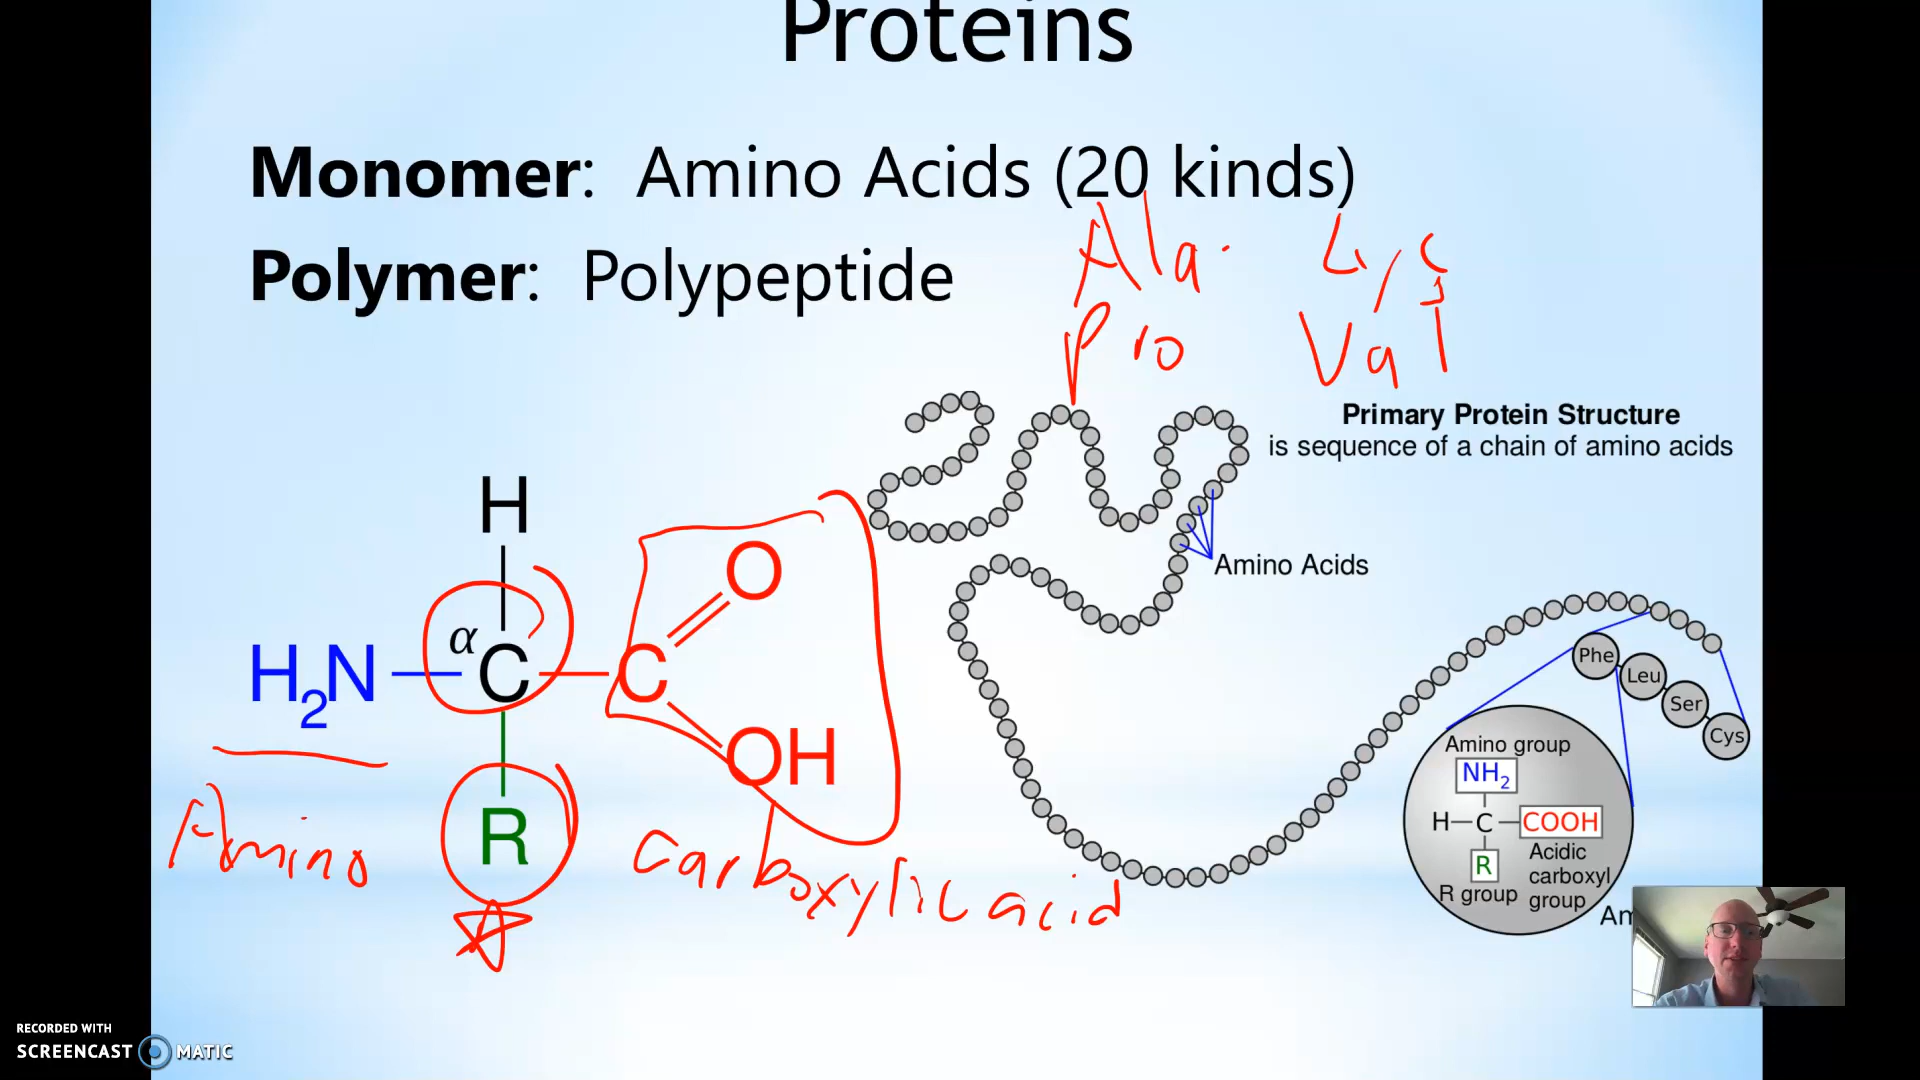 Proteins
Monomer: Amino Acids (20 kinds)
Polymer: Polypeptide
Ala. Lys
Pro Val
Primary Protein Structure
is sequence of a chain of amino acids
Amino Acids
H
O
α
H2N C C
OH
R
Amino
Carboxylic acid
Phe
Leu
Ser
Cys
Amino group
NH2
H C COOH
R
Acidic
carboxyl
group
R group
Am
RECORDED WITH
SCREENCAST MATIC